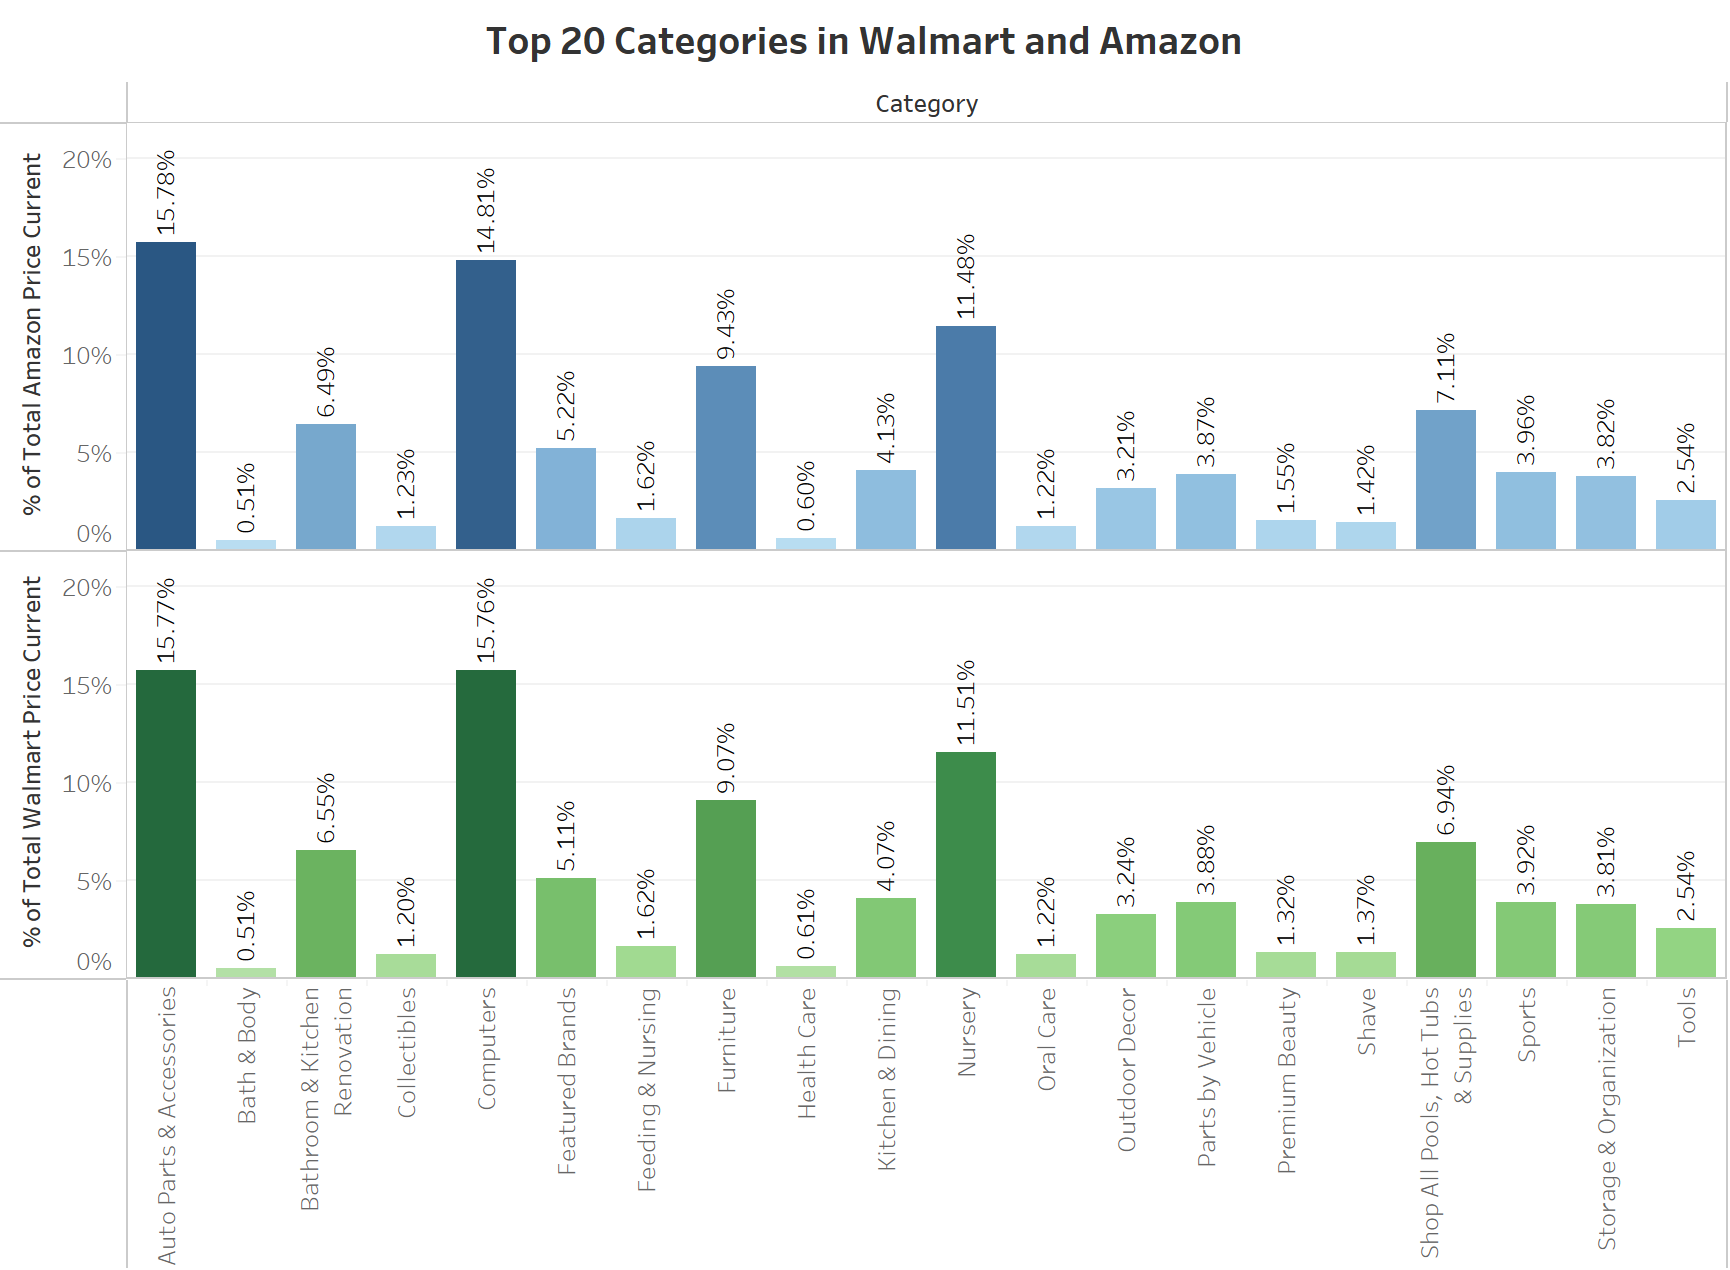 Top 20 Categories in Walmart and Amazon
Category
% of Total Amazon Price Current
20%
15%
10%
5%
0%
15.78%
0.51%
6.49%
1.23%
14.81%
5.22%
1.62%
9.43%
0.60%
4.13%
11.48%
1.22%
3.21%
3.87%
1.55%
1.42%
7.11%
3.96%
3.82%
2.54%
% of Total Walmart Price Current
20%
15%
10%
5%
0%
15.77%
0.51%
6.55%
1.20%
15.76%
5.11%
1.62%
9.07%
0.61%
4.07%
11.51%
1.22%
3.24%
3.88%
1.32%
1.37%
6.94%
3.92%
3.81%
2.54%
Auto Parts & Accessories
Bath & Body
Bathroom & Kitchen
Renovation
Collectibles
Computers
Featured Brands
Feeding & Nursing
Furniture
Health Care
Kitchen & Dining
Nursery
Oral Care
Outdoor Decor
Parts by Vehicle
Premium Beauty
Shave
Shop All Pools, Hot Tubs
& Supplies
Sports
Storage & Organization
Tools